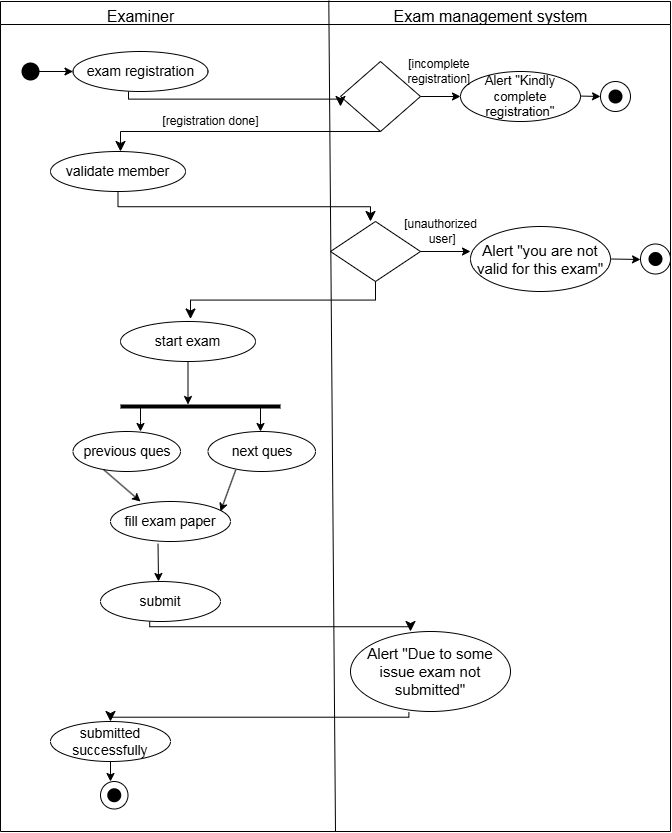 Examiner
Exam management system
exam registration
[incomplete
registration]
Alert "Kindly
complete
registration"
[registration done]
validate member
[unauthorized
user]
Alert "you are not
valid for this exam"
start exam
previous ques
next ques
fill exam paper
submit
Alert "Due to some
issue exam not
submitted"
submitted
successfully